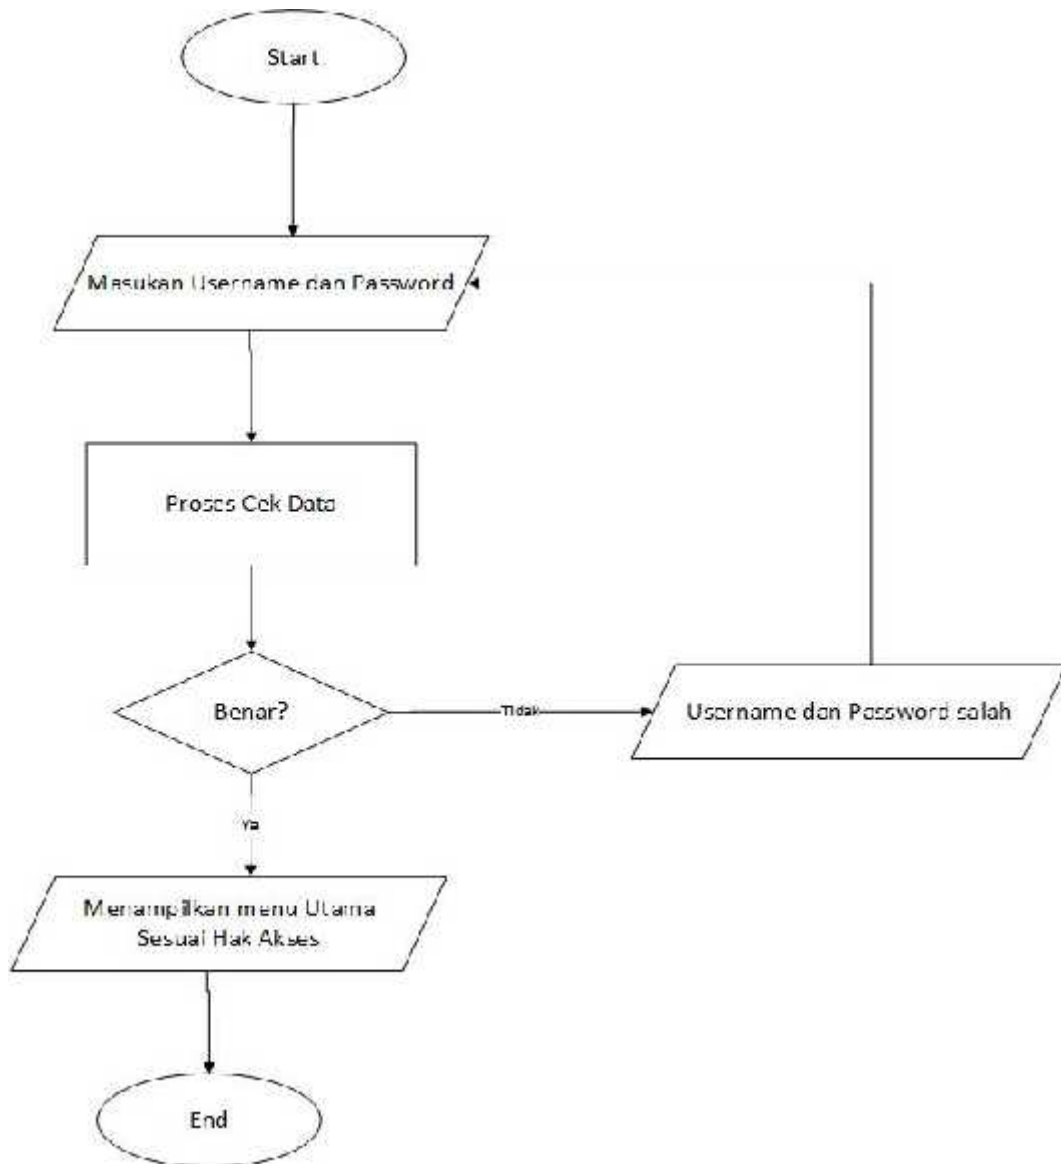 Start
Masukan Username dan Password
Proses Cek Data
Benar?
Tidak
Username dan Password salah
Ya
Menampilkan menu Utama
Sesuai Hak Akses
End